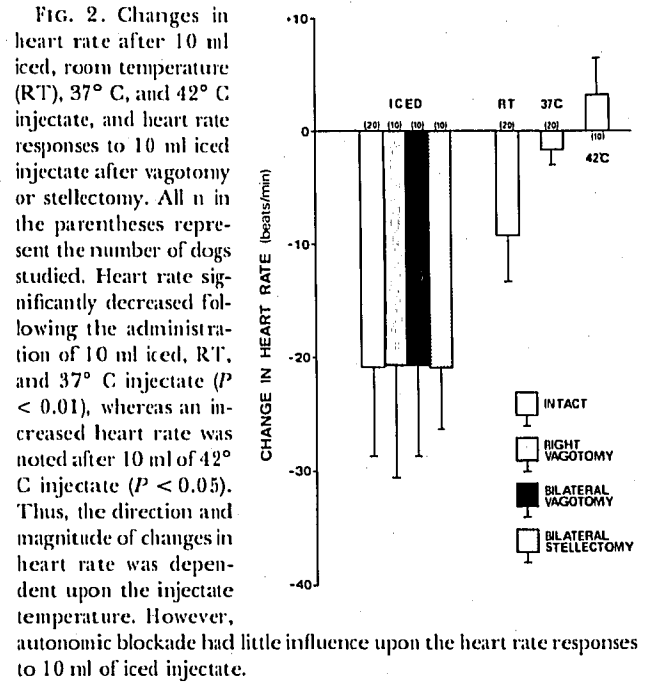 FIG. 2. Changes in
heart rate after 10 ml
iced, room temperature
(RT), 37° C, and 42° C
injectate, and heart rate
responses to 10 ml iced
injectate after vagotomy
or stellectomy. All n in
the parentheses repre-
sent the number of dogs
studied. Heart rate sig-
nificantly decreased fol-
lowing the administra-
tion of 10 ml iced, RT,
and 37° C injectate (P
< 0.01), whereas an in-
creased heart rate was
noted after 10 ml of 42°
C injectate (P < 0.05).
Thus, the direction and
magnitude of changes in
heart rate was depen-
dent upon the injectate
temperature. However,
autonomic blockade had little influence upon the heart rate responses
to 10 ml of iced injectate.
CHANGE IN HEART RATE (beats/min)
+10
0
-10
-20
-30
-40
ICED
RT
37C
(20) (10) (10) (10)
(20)
(20)
(10)
42℃
INTACT
RIGHT
VAGOTOMY
BILATERAL
VAGOTOMY
BILATERAL
STELLECTOMY